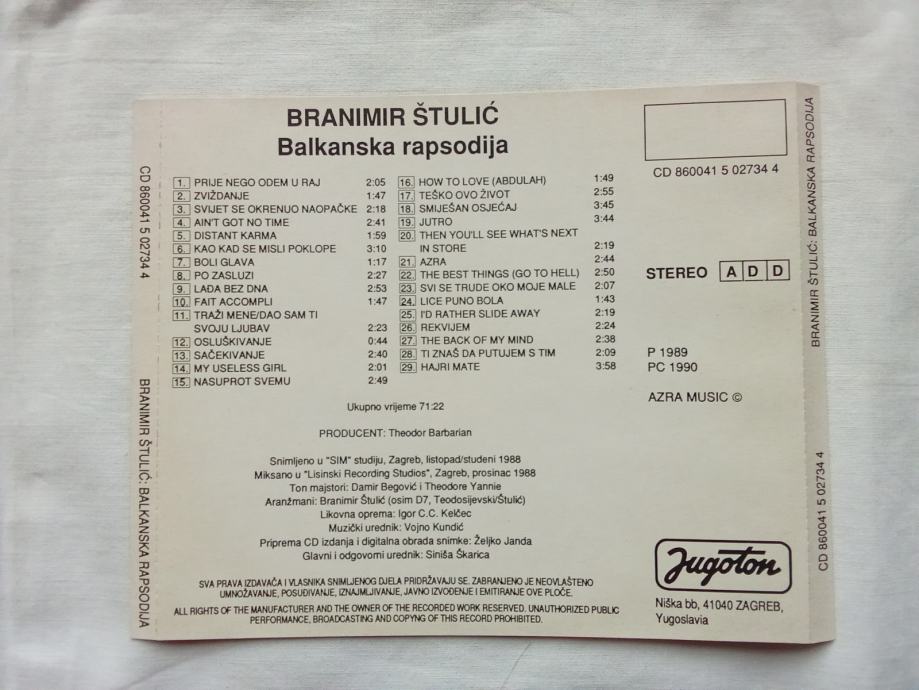 BRANIMIR ŠTULIĆ
Balkanska rapsodija
1. PRIJE NEGO ODEM U RAJ 2:05
2. ZVIŽDANJE 1:47
3. SVIJET SE OKRENUO NAOPAČKE 2:18
4. AIN'T GOT NO TIME 2:41
5. DISTANT KARMA 1:59
6. KAO KAD SE MISLI POKLOPE 3:10
7. BOLI GLAVA 1:17
8. PO ZASLUZI 2:27
9. LAĐA BEZ DNA 2:53
10. FAIT ACCOMPLI 1:47
11. TRAŽI MENE/DAO SAM TI
SVOJU LJUBAV 2:23
12. OSLUŠKIVANJE 0:44
13. SAČEKIVANJE 2:40
14. MY USELESS GIRL 2:01
15. NASUPROT SVEMU 2:49
16. HOW TO LOVE (ABDULAH) 1:49
17. TEŠKO OVO ŽIVOT 2:55
18. SMIJEŠAN OSJEĆAJ 3:45
19. JUTRO 3:44
20. THEN YOU'LL SEE WHAT'S NEXT
IN STORE 2:19
21. AZRA 2:44
22. THE BEST THINGS (GO TO HELL) 2:50
23. SVI SE TRUDE OKO MOJE MALE 2:07
24. LICE PUNO BOLA 1:43
25. I'D RATHER SLIDE AWAY 2:19
26. REKVIJEM 2:24
27. THE BACK OF MY MIND 2:38
28. TI ZNAŠ DA PUTUJEM S TIM 2:09
29. HAJRI MATE 3:58
Ukupno vrijeme 71:22
PRODUCENT: Theodor Barbarian
Snimljeno u "SIM" studiju, Zagreb, listopad/studeni 1988
Miksano u "Lisinski Recording Studios", Zagreb, prosinac 1988
Ton majstori: Damir Begović i Theodore Yannie
Aranžmani: Branimir Štulić (osim D7, Teodosijevski/Štulić)
Likovna oprema: Igor C.C. Kelčec
Muzički urednik: Vojno Kundić
Priprema CD izdanja i digitalna obrada snimke: Željko Janda
Glavni i odgovorni urednik: Siniša Škarica
SVA PRAVA IZDAVAČA I VLASNIKA SNIMLJENOG DJELA PRIDRŽAVAJU SE. ZABRANJENO JE NEOVLAŠTENO
UMNOŽAVANJE, POSUĐIVANJE, IZNAJMLJIVANJE, JAVNO IZVOĐENJE I EMITIRANJE OVE PLOČE.
ALL RIGHTS OF THE MANUFACTURER AND THE OWNER OF THE RECORDED WORK RESERVED. UNAUTHORIZED PUBLIC
PERFORMANCE, BROADCASTING AND COPYNG OF THIS RECORD PROHIBITED.
CD 860041 5 02734 4
STEREO A D D
P 1989
PC 1990
AZRA MUSIC ©
Jugoton
Niška bb, 41040 ZAGREB,
Yugoslavia
CD 860041 5 02734 4
BRANIMIR ŠTULIĆ: BALKANSKA RAPSODIJA
BRANIMIR ŠTULIĆ: BALKANSKA RAPSODIJA
CD 860041 5 02734 4